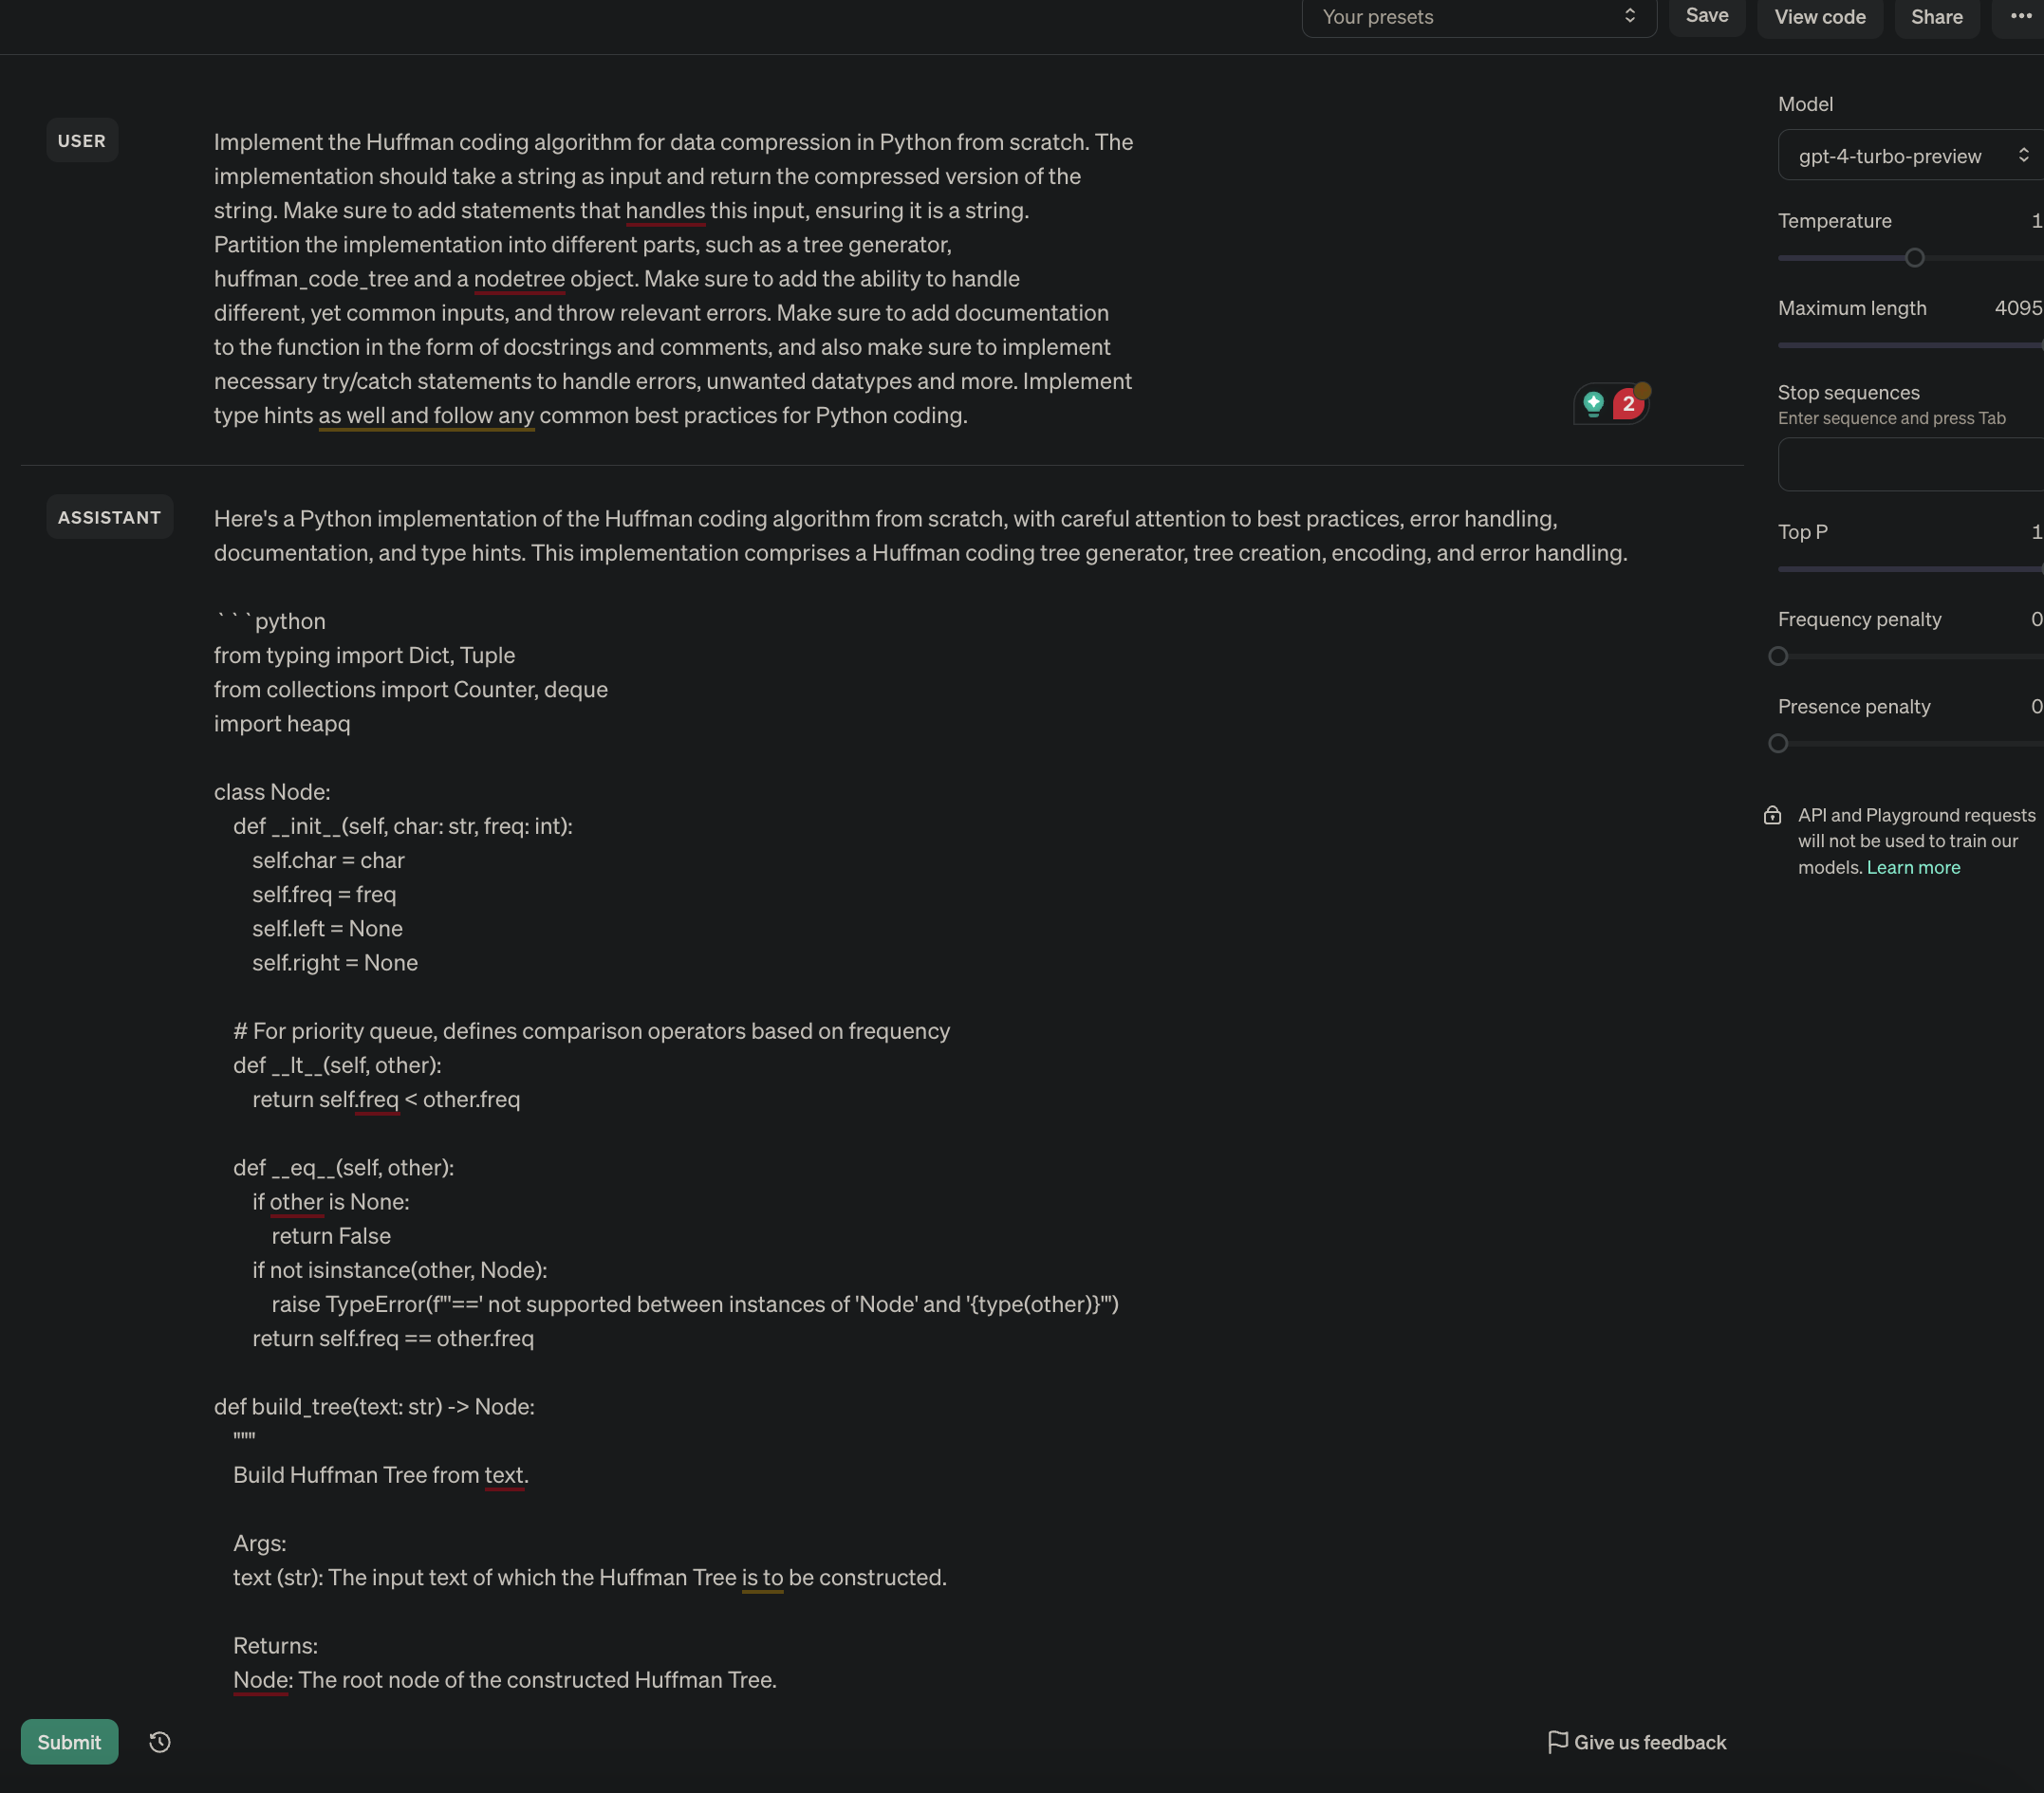 Your presets
Save
View code
Share
USER
Implement the Huffman coding algorithm for data compression in Python from scratch. The
implementation should take a string as input and return the compressed version of the
string. Make sure to add statements that handles this input, ensuring it is a string.
Partition the implementation into different parts, such as a tree generator,
huffman_code_tree and a nodetree object. Make sure to add the ability to handle
different, yet common inputs, and throw relevant errors. Make sure to add documentation
to the function in the form of docstrings and comments, and also make sure to implement
necessary try/catch statements to handle errors, unwanted datatypes and more. Implement
type hints as well and follow any common best practices for Python coding.
2
ASSISTANT
Here's a Python implementation of the Huffman coding algorithm from scratch, with careful attention to best practices, error handling,
documentation, and type hints. This implementation comprises a Huffman coding tree generator, tree creation, encoding, and error handling.
```python
from typing import Dict, Tuple
from collections import Counter, deque
import heapq
class Node:
def __init__(self, char: str, freq: int):
self.char = char
self.freq = freq
self.left = None
self.right = None
# For priority queue, defines comparison operators based on frequency
def __lt__(self, other):
return self.freq < other.freq
def __eq__(self, other):
if other is None:
return False
if not isinstance(other, Node):
raise TypeError(f"'==' not supported between instances of 'Node' and '{type(other)}'")
return self.freq == other.freq
def build_tree(text: str) -> Node:
"""
Build Huffman Tree from text.
Args:
text (str): The input text of which the Huffman Tree is to be constructed.
Returns:
Node: The root node of the constructed Huffman Tree.
Submit
Give us feedback
Model
gpt-4-turbo-preview
Temperature 1
Maximum length 4095
Stop sequences
Enter sequence and press Tab
Top P 1
Frequency penalty 0
Presence penalty 0
API and Playground requests
will not be used to train our
models. Learn more